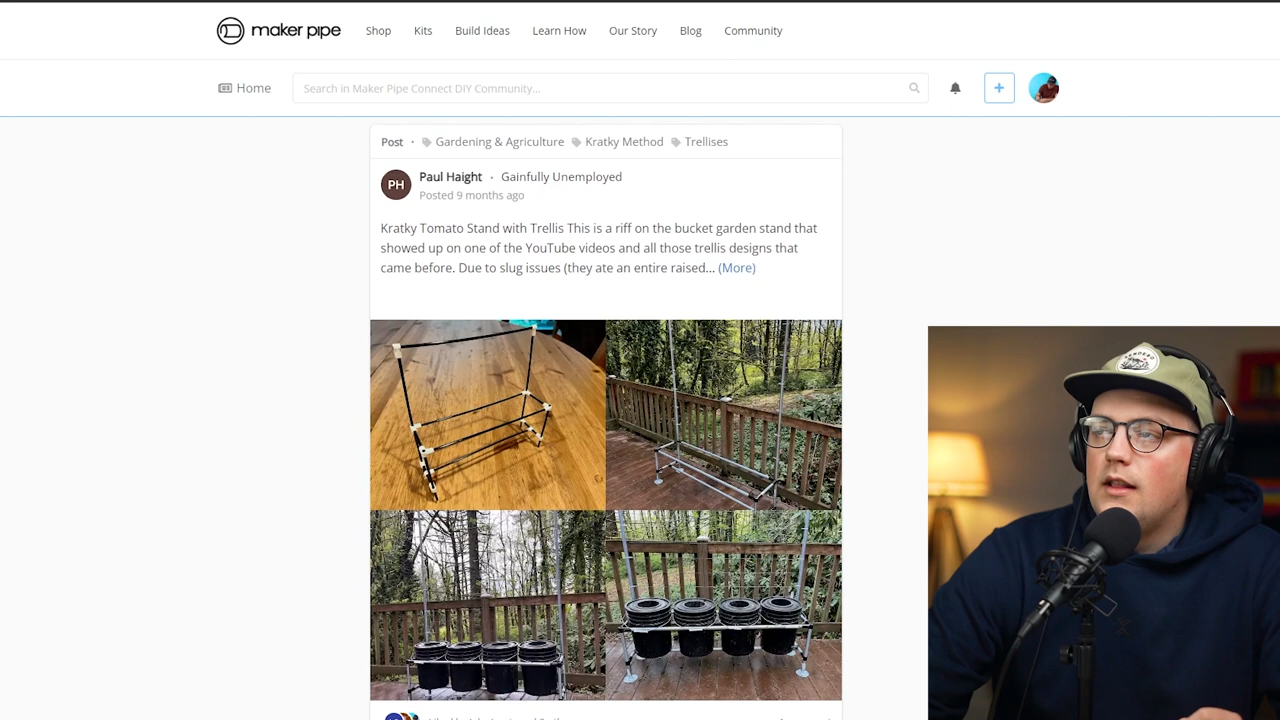 maker pipe Shop Kits Build Ideas Learn How Our Story Blog Community
Home Search in Maker Pipe Connect DIY Community... +
Post • Gardening & Agriculture Kratky Method Trellises
PH Paul Haight • Gainfully Unemployed
Posted 9 months ago
Kratky Tomato Stand with Trellis This is a riff on the bucket garden stand that
showed up on one of the YouTube videos and all those trellis designs that
came before. Due to slug issues (they ate an entire raised... (More)